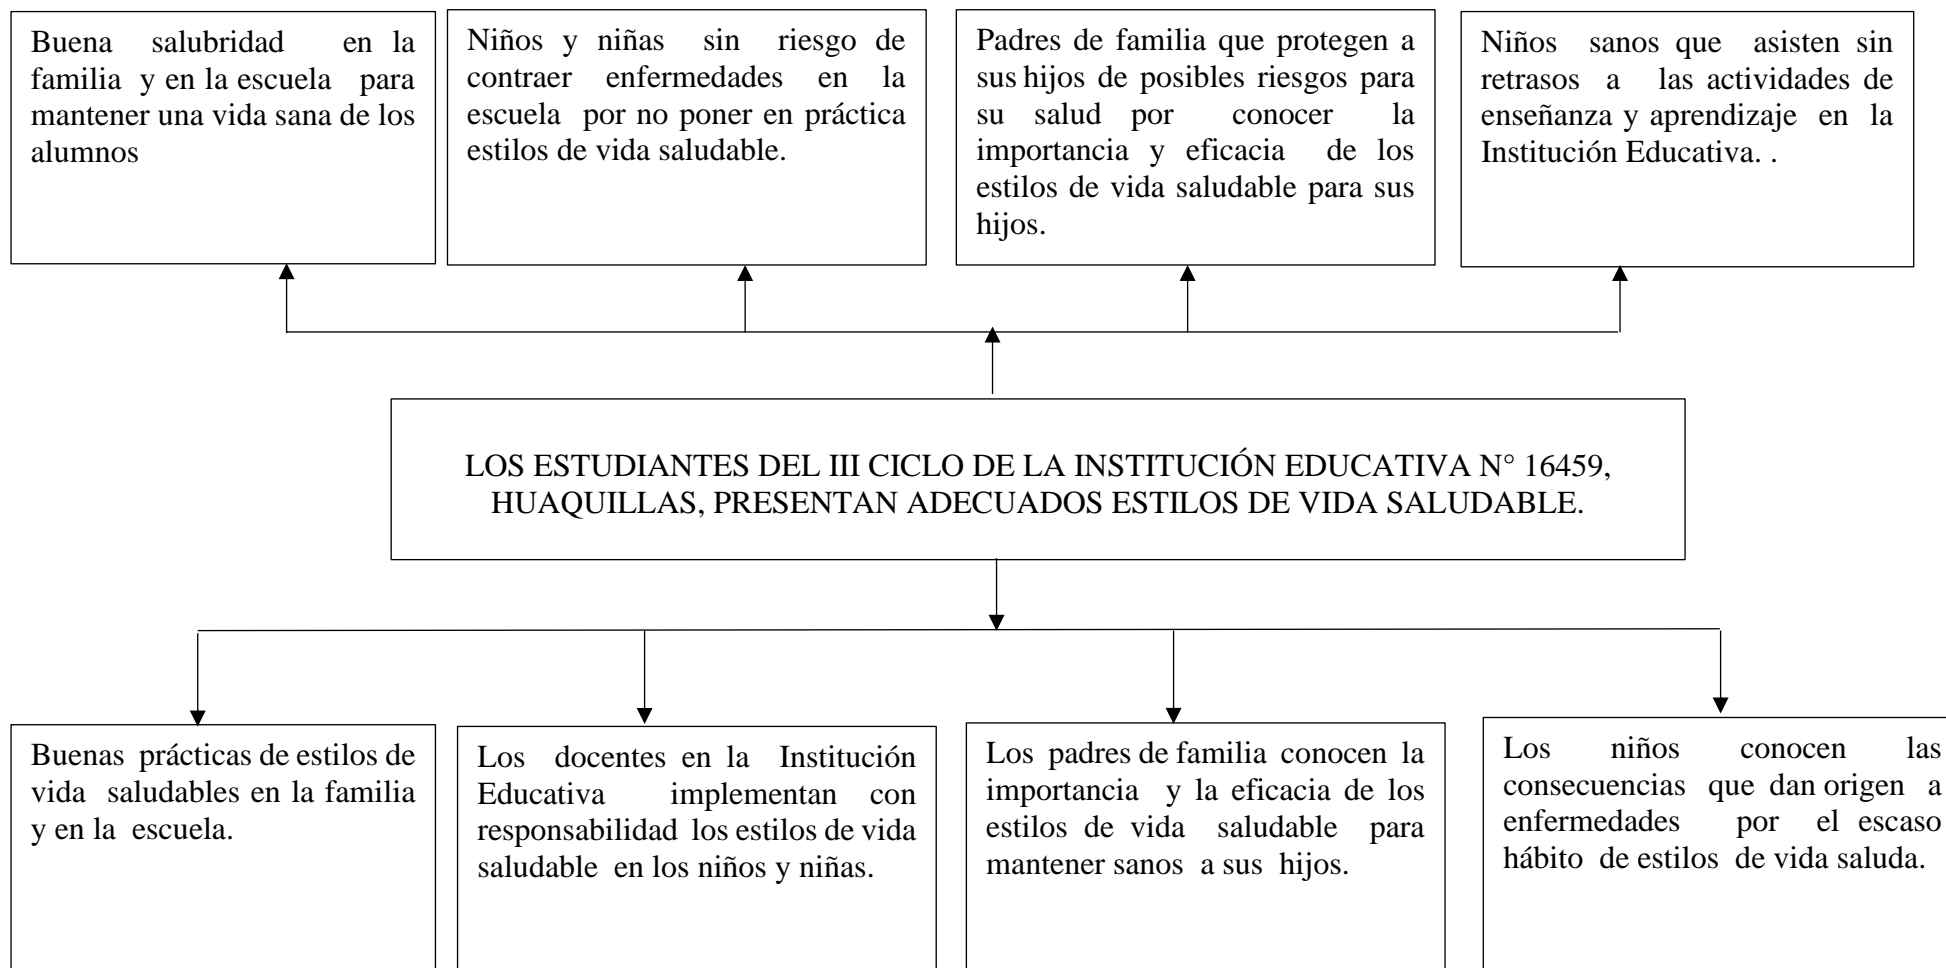 Buena salubridad en la
familia y en la escuela para
mantener una vida sana de los
alumnos
Niños y niñas sin riesgo de
contraer enfermedades en la
escuela por no poner en práctica
estilos de vida saludable.
Padres de familia que protegen a
sus hijos de posibles riesgos para
su salud por conocer la
importancia y eficacia de los
estilos de vida saludable para sus
hijos.
Niños sanos que asisten sin
retrasos a las actividades de
enseñanza y aprendizaje en la
Institución Educativa. .
LOS ESTUDIANTES DEL III CICLO DE LA INSTITUCIÓN EDUCATIVA N° 16459,
HUAQUILLAS, PRESENTAN ADECUADOS ESTILOS DE VIDA SALUDABLE.
Buenas prácticas de estilos de
vida saludables en la familia
y en la escuela.
Los docentes en la Institución
Educativa implementan con
responsabilidad los estilos de vida
saludable en los niños y niñas.
Los padres de familia conocen la
importancia y la eficacia de los
estilos de vida saludable para
mantener sanos a sus hijos.
Los niños conocen las
consecuencias que dan origen a
enfermedades por el escaso
hábito de estilos de vida saluda.